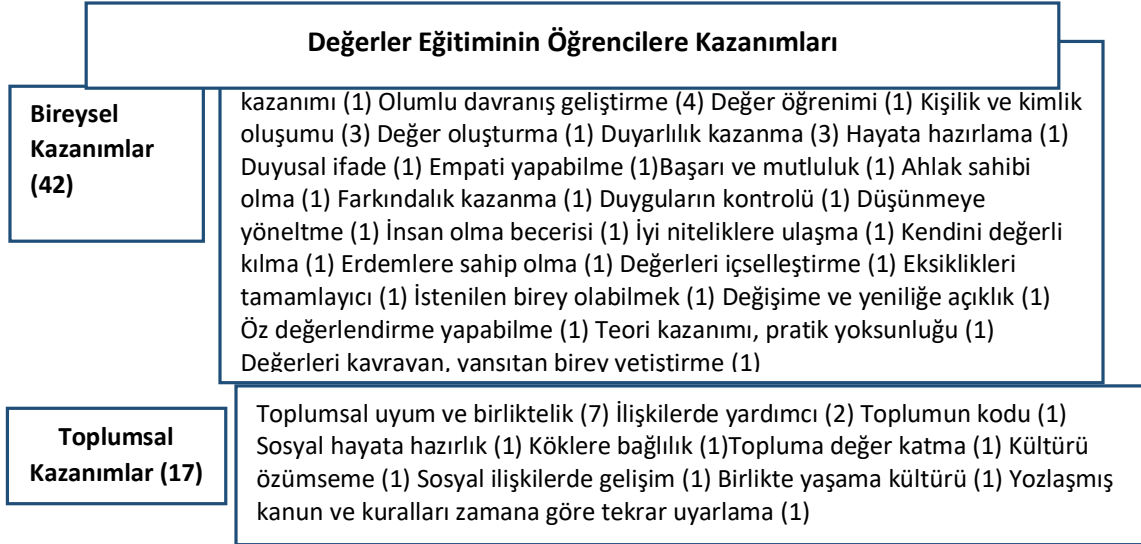 Değerler Eğitiminin Öğrencilere Kazanımları
Bireysel
Kazanımlar
(42)
kazanımı (1) Olumlu davranış geliştirme (4) Değer öğrenimi (1) Kişilik ve kimlik
oluşumu (3) Değer oluşturma (1) Duyarlılık kazanma (3) Hayata hazırlama (1)
Duyusal ifade (1) Empati yapabilme (1)Başarı ve mutluluk (1) Ahlak sahibi
olma (1) Farkındalık kazanma (1) Duyguların kontrolü (1) Düşünmeye
yöneltme (1) İnsan olma becerisi (1) İyi niteliklere ulaşma (1) Kendini değerli
kılma (1) Erdemlere sahip olma (1) Değerleri içselleştirme (1) Eksiklikleri
tamamlayıcı (1) İstenilen birey olabilmek (1) Değişime ve yeniliğe açıklık (1)
Öz değerlendirme yapabilme (1) Teori kazanımı, pratik yoksunluğu (1)
Değerleri kavrayan, yansıtan birey yetiştirme (1)
Toplumsal
Kazanımlar (17)
Toplumsal uyum ve birliktelik (7) İlişkilerde yardımcı (2) Toplumun kodu (1)
Sosyal hayata hazırlık (1) Köklere bağlılık (1)Topluma değer katma (1) Kültürü
özümseme (1) Sosyal ilişkilerde gelişim (1) Birlikte yaşama kültürü (1) Yozlaşmış
kanun ve kuralları zamana göre tekrar uyarlama (1)